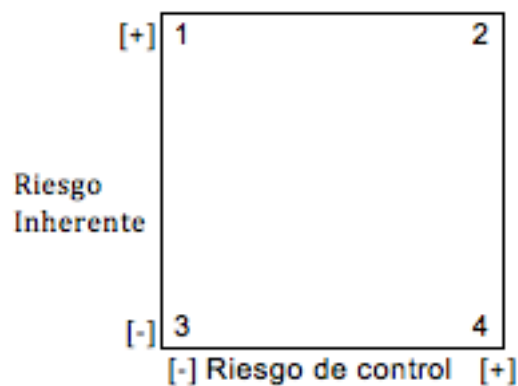 [+] 1 2
Riesgo
Inherente
[-] 3 4
[-] Riesgo de control [+]